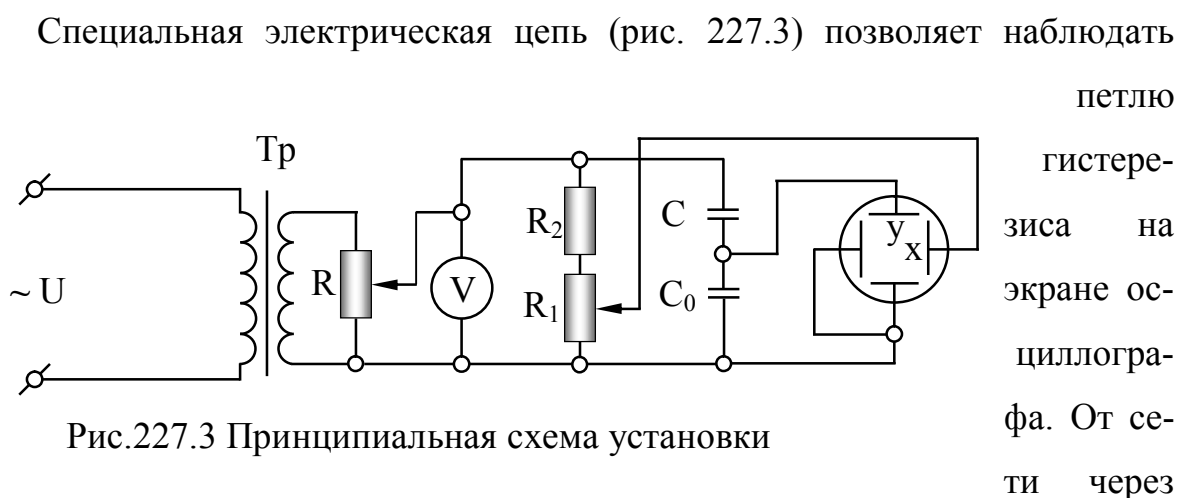 Специальная электрическая цепь (рис. 227.3) позволяет наблюдать
петлю
гистере-
зиса на
экране ос-
циллогра-
фа. От се-
ти через
Тр
~ U
R
V
R2
R1
C
C0
y
x
Рис.227.3 Принципиальная схема установки